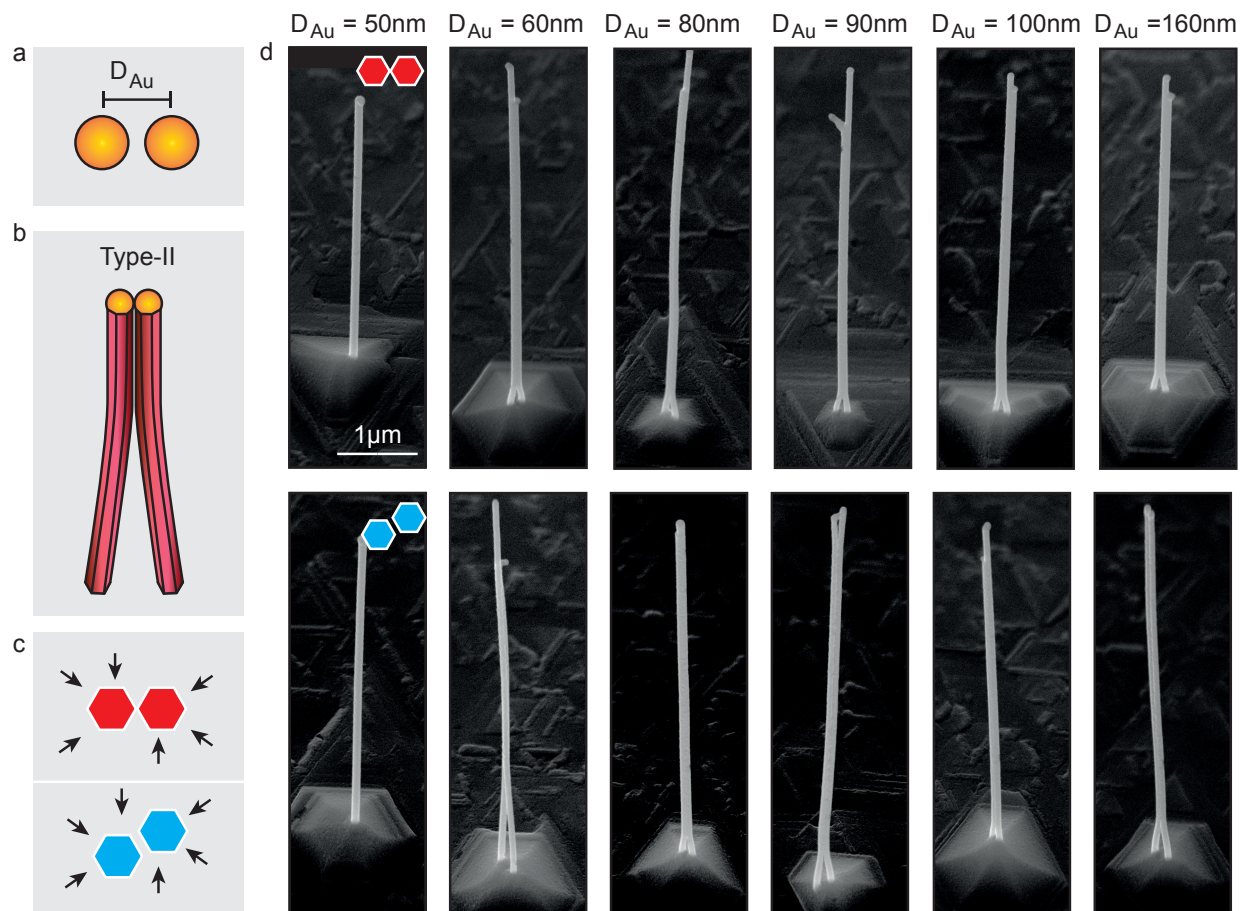 a
D_Au
b
Type-II
c
d
D_Au = 50nm
D_Au = 60nm
D_Au = 80nm
D_Au = 90nm
D_Au = 100nm
D_Au =160nm
1µm